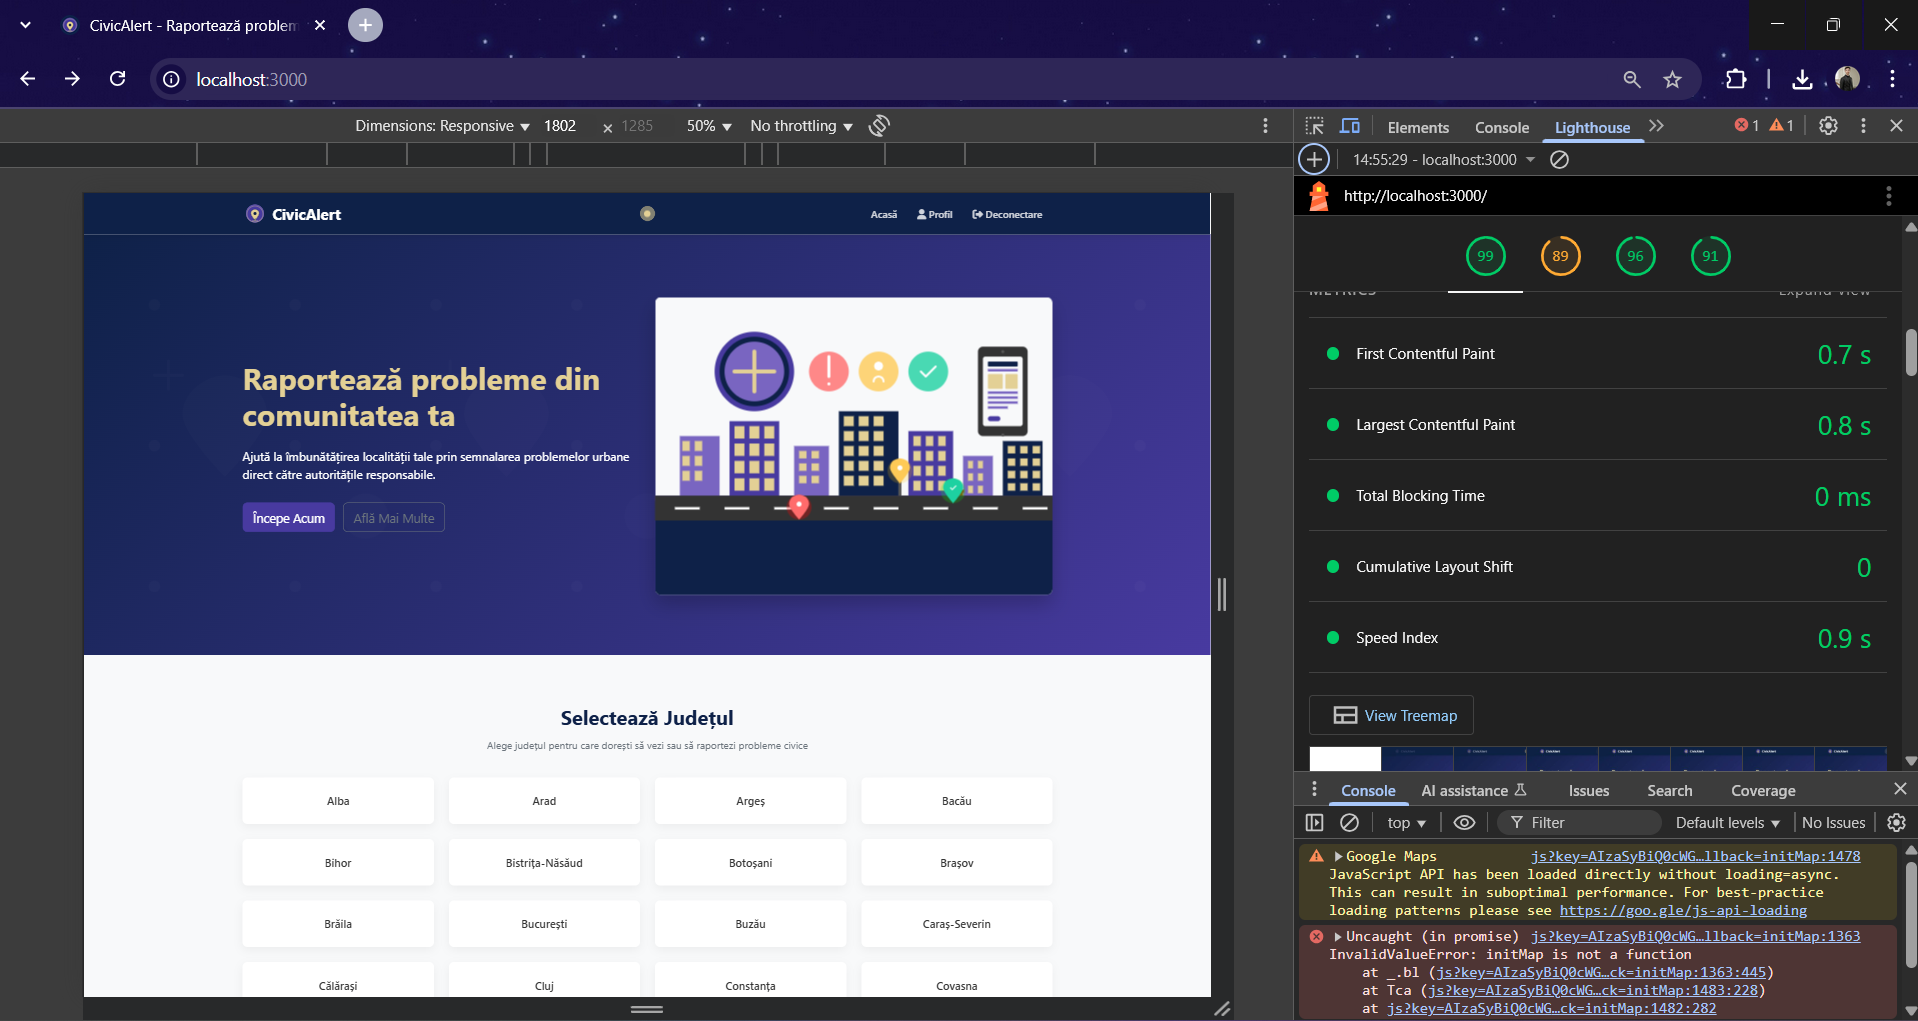 CivicAlert - Raportează problem
localhost:3000
Dimensions: Responsive 1802 x 1285 50% No throttling
Elements Console Lighthouse 1 1
14:55:29 - localhost:3000
http://localhost:3000/
99 89 96 91
METRICS Expand view
First Contentful Paint 0.7 s
Largest Contentful Paint 0.8 s
Total Blocking Time 0 ms
Cumulative Layout Shift 0
Speed Index 0.9 s
View Treemap
CivicAlert Acasă Profil Deconectare
Raportează probleme din
comunitatea ta
Ajută la îmbunătățirea localității tale prin semnalarea problemelor urbane
direct către autoritățile responsabile.
Începe Acum Află Mai Multe
Selectează Județul
Alege județul pentru care dorești să vezi sau să raportezi probleme civice
Alba Arad Argeș Bacău
Bihor Bistrița-Năsăud Botoșani Brașov
Brăila București Buzău Caraș-Severin
Călărași Cluj Constanța Covasna
Console AI assistance Issues Search Coverage
top Filter Default levels No Issues
Google Maps js?key=AIzaSyBiQ0cWG…llback=initMap:1478
JavaScript API has been loaded directly without loading=async.
This can result in suboptimal performance. For best-practice
loading patterns please see https://goo.gle/js-api-loading
Uncaught (in promise) js?key=AIzaSyBiQ0cWG…llback=initMap:1363
InvalidValueError: initMap is not a function
at _.bl (js?key=AIzaSyBiQ0cWG…ck=initMap:1363:445)
at Tca (js?key=AIzaSyBiQ0cWG…ck=initMap:1483:228)
at js?key=AIzaSyBiQ0cWG…ck=initMap:1482:282